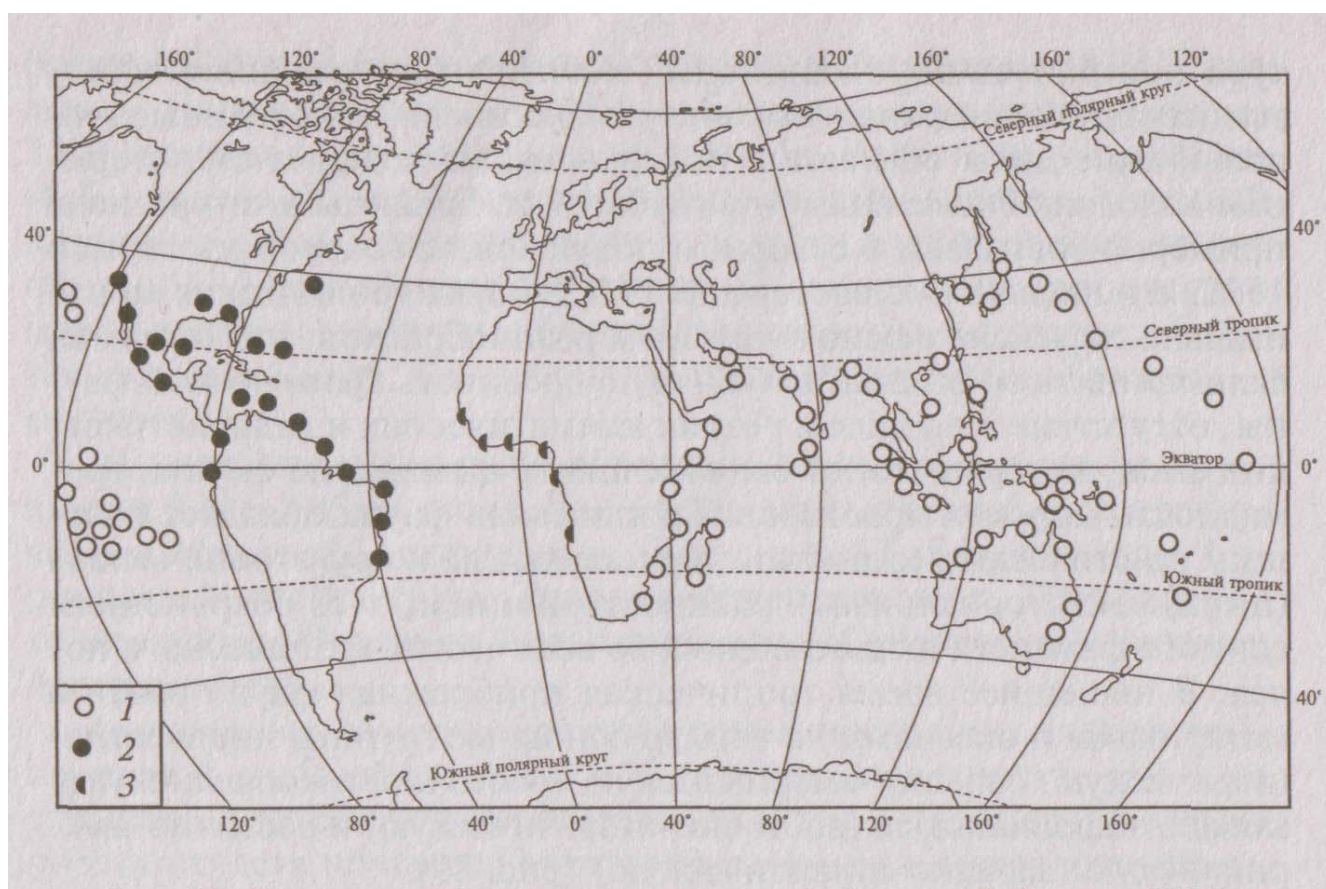 160° 120° 80° 40 0° 40° 80° 120 160° 160° 120°
Северный полярный круг
40° 40°
Северный тропик
0° Экватор 0°
Южный тропик
40°
1
2
3
Южный полярный круг
120° 80° 40 0° 40° 80° 120° 160° 160°